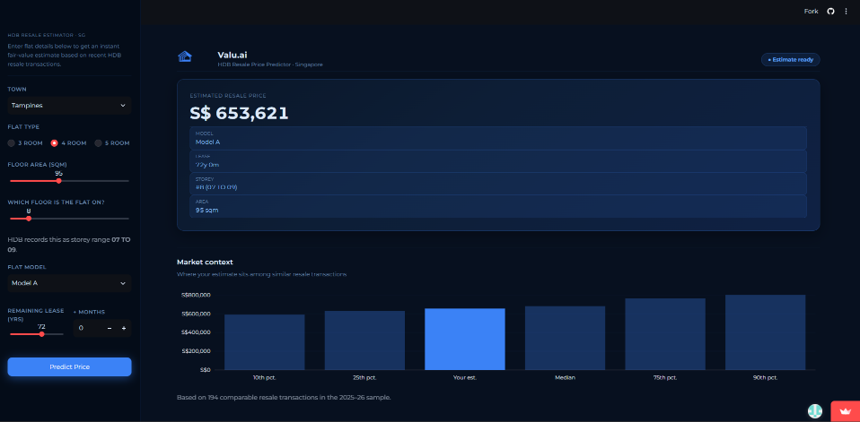 Fork
HDB RESALE ESTIMATOR · SG
Enter flat details below to get an instant
fair-value estimate based on recent HDB
resale transactions.
TOWN
Tampines
FLAT TYPE
3 ROOM
4 ROOM
5 ROOM
FLOOR AREA (SQM)
95
WHICH FLOOR IS THE FLAT ON?
8
HDB records this as storey range 07 TO
09.
FLAT MODEL
Model A
REMAINING LEASE
(YRS)
72
+ MONTHS
0
Predict Price
Valu.ai
HDB Resale Price Predictor · Singapore
• Estimate ready
ESTIMATED RESALE PRICE
S$ 653,621
MODEL
Model A
LEASE
72y 0m
STOREY
#8 (07 TO 09)
AREA
95 sqm
Market context
Where your estimate sits among similar resale transactions
S$800,000
S$600,000
S$400,000
S$200,000
S$0
10th pct.
25th pct.
Your est.
Median
75th pct.
90th pct.
Based on 194 comparable resale transactions in the 2025–26 sample.